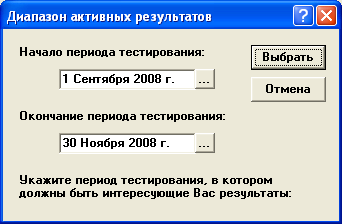 Диапазон активных результатов
Начало периода тестирования:
1 Сентября 2008 г. ...
Выбрать
Отмена
Окончание периода тестирования:
30 Ноября 2008 г. ...
Укажите период тестирования, в котором
должны быть интересующие Вас результаты: